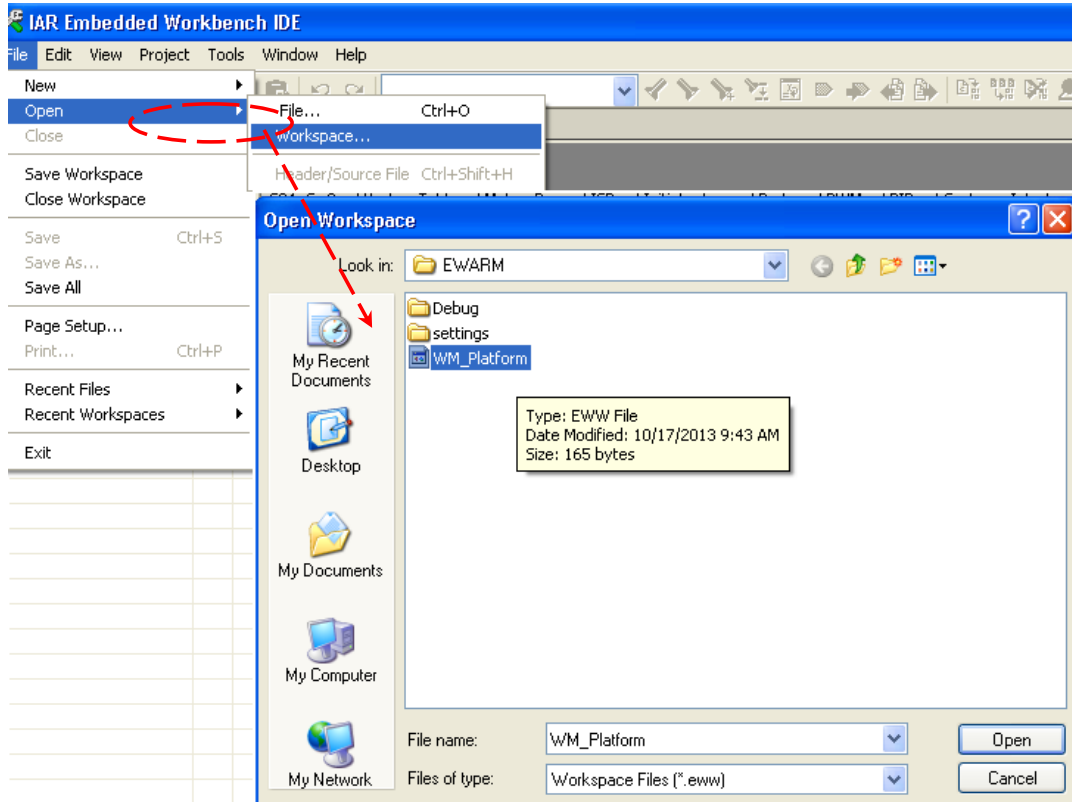 IAR Embedded Workbench IDE
File Edit View Project Tools Window Help
New
Open
Close
Save Workspace
Close Workspace
Save Ctrl+S
Save As...
Save All
Page Setup...
Print... Ctrl+P
Recent Files
Recent Workspaces
Exit
File... Ctrl+O
Workspace...
Header/Source File Ctrl+Shift+H
Open Workspace
Look in: EWARM
My Recent
Documents
Desktop
My Documents
My Computer
My Network
Debug
settings
WM_Platform
Type: EWW File
Date Modified: 10/17/2013 9:43 AM
Size: 165 bytes
File name: WM_Platform Open
Files of type: Workspace Files (*.eww) Cancel